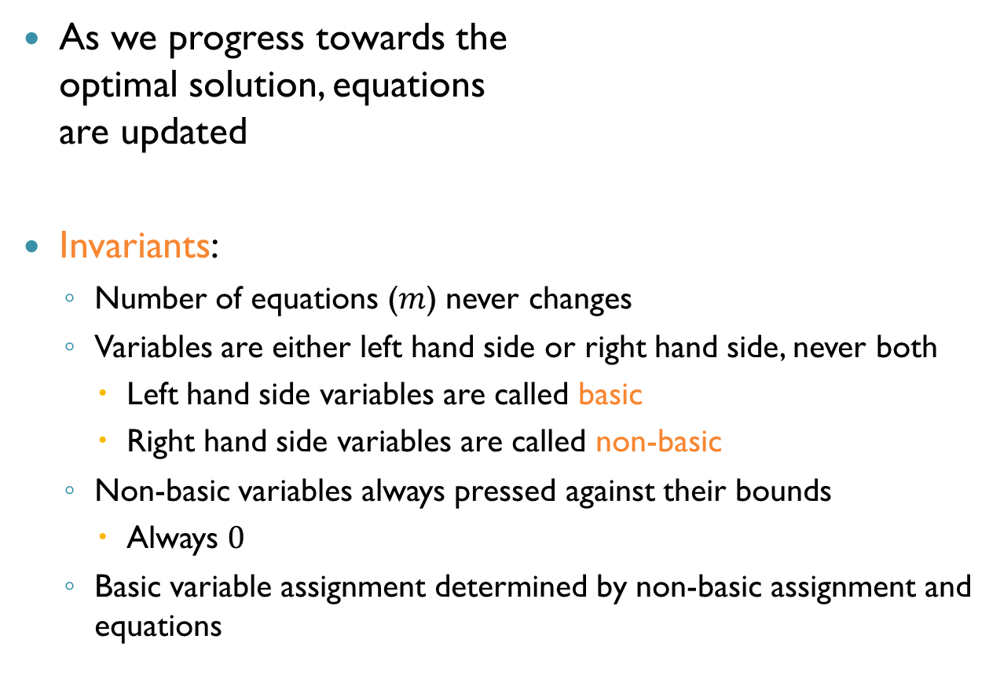 • As we progress towards the
optimal solution, equations
are updated
• Invariants:
◦ Number of equations (m) never changes
◦ Variables are either left hand side or right hand side, never both
• Left hand side variables are called basic
• Right hand side variables are called non-basic
◦ Non-basic variables always pressed against their bounds
• Always 0
◦ Basic variable assignment determined by non-basic assignment and
equations